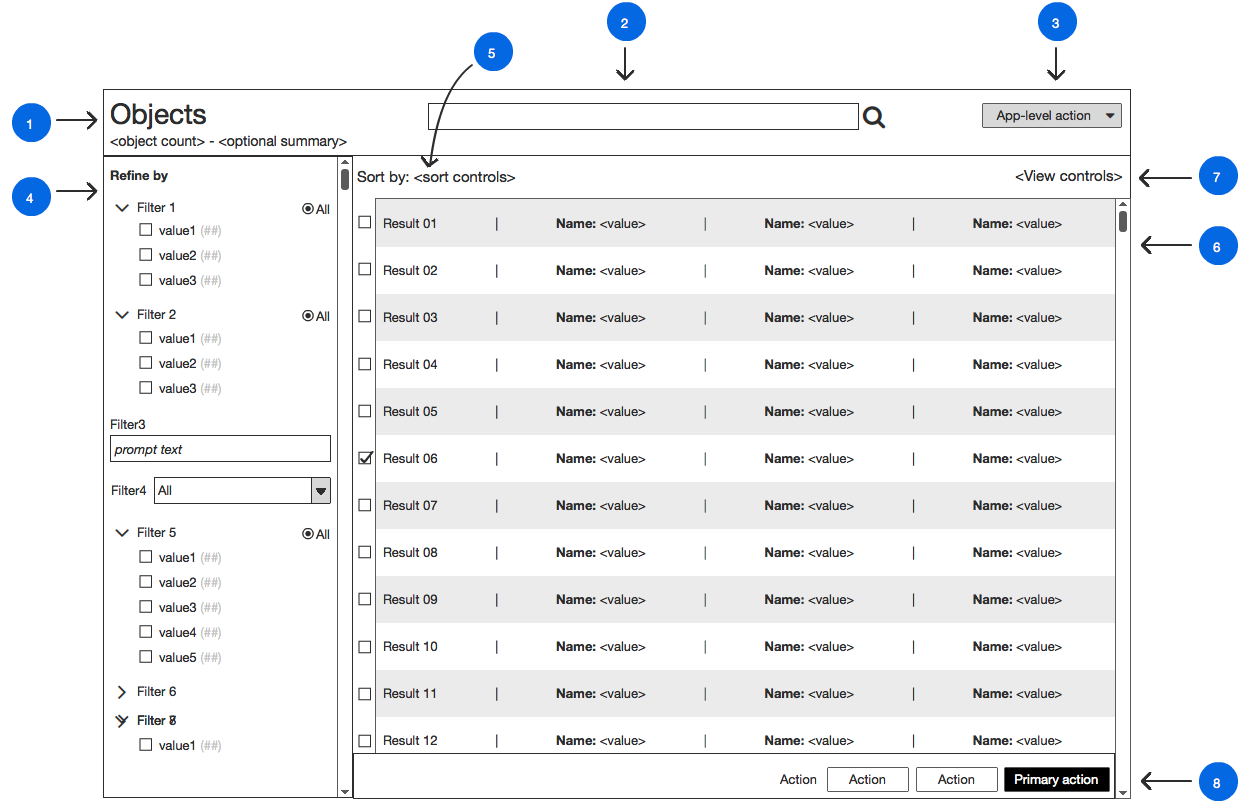 2
3
5
1
Objects
App-level action
<object count> - <optional summary>
4
Refine by
Sort by: <sort controls>
<View controls>
7
6
8
Filter 1 All
value1 (##)
value2 (##)
value3 (##)
Filter 2 All
value1 (##)
value2 (##)
value3 (##)
Filter3
prompt text
Filter4 All
Filter 5 All
value1 (##)
value2 (##)
value3 (##)
value4 (##)
value5 (##)
Filter 6
Filter
value1 (##)
Result 01 | Name: <value> | Name: <value> | Name: <value>
Result 02 | Name: <value> | Name: <value> | Name: <value>
Result 03 | Name: <value> | Name: <value> | Name: <value>
Result 04 | Name: <value> | Name: <value> | Name: <value>
Result 05 | Name: <value> | Name: <value> | Name: <value>
Result 06 | Name: <value> | Name: <value> | Name: <value>
Result 07 | Name: <value> | Name: <value> | Name: <value>
Result 08 | Name: <value> | Name: <value> | Name: <value>
Result 09 | Name: <value> | Name: <value> | Name: <value>
Result 10 | Name: <value> | Name: <value> | Name: <value>
Result 11 | Name: <value> | Name: <value> | Name: <value>
Result 12 | Name: <value> | Name: <value> | Name: <value>
Action Action Action Primary action